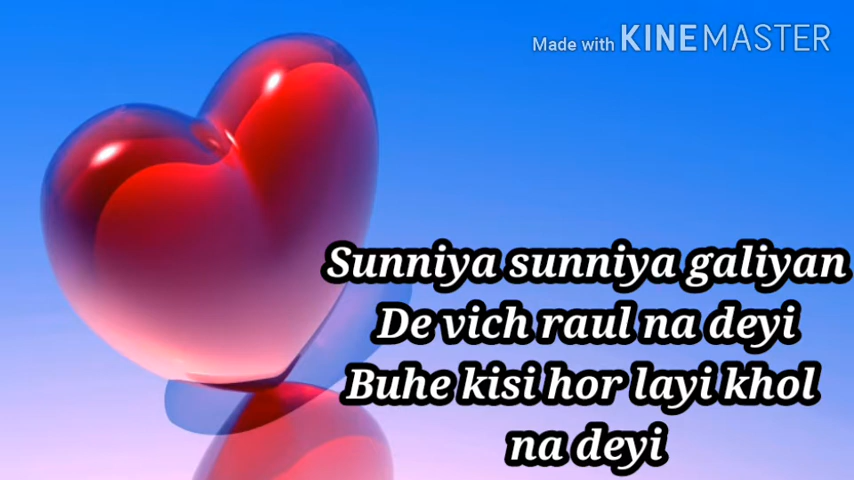 Made with KINEMASTER
Sunniya sunniya galiyan
De vich raul na deyi
Buhe kisi hor layi khol
na deyi